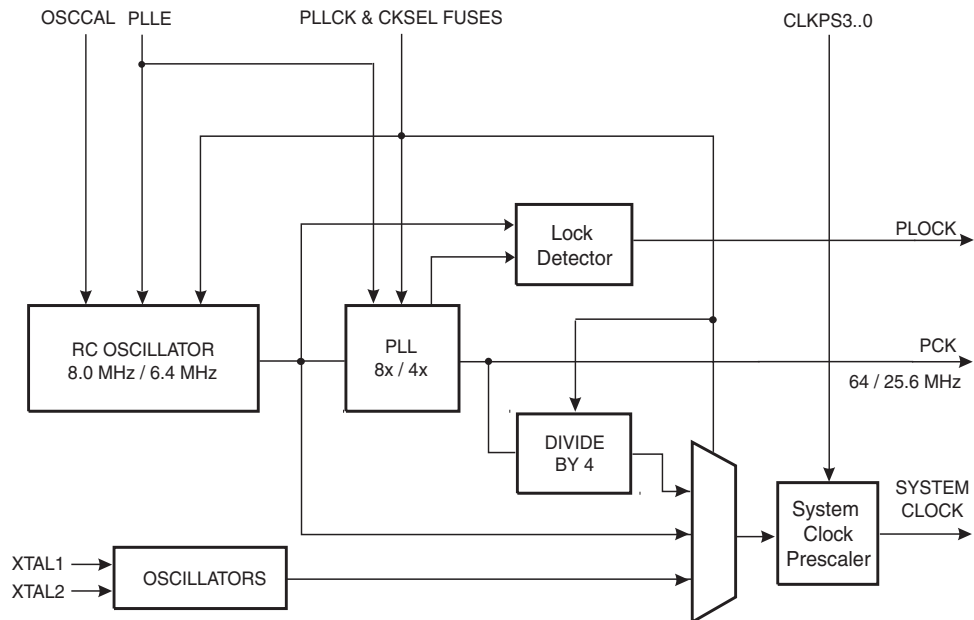 OSCCAL
PLLE
PLLCK & CKSEL FUSES
CLKPS3..0
Lock
Detector
PLOCK
RC OSCILLATOR
8.0 MHz / 6.4 MHz
PLL
8x / 4x
PCK
64 / 25.6 MHz
DIVIDE
BY 4
SYSTEM
CLOCK
System
Clock
Prescaler
XTAL1
XTAL2
OSCILLATORS